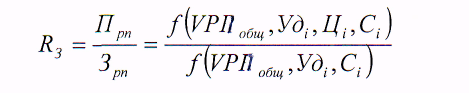 R_З = П_рп / З_рп = f(VРП_общ, Уд_i, Ц_i, С_i) / f(VРП_общ, Уд_i, С_i)